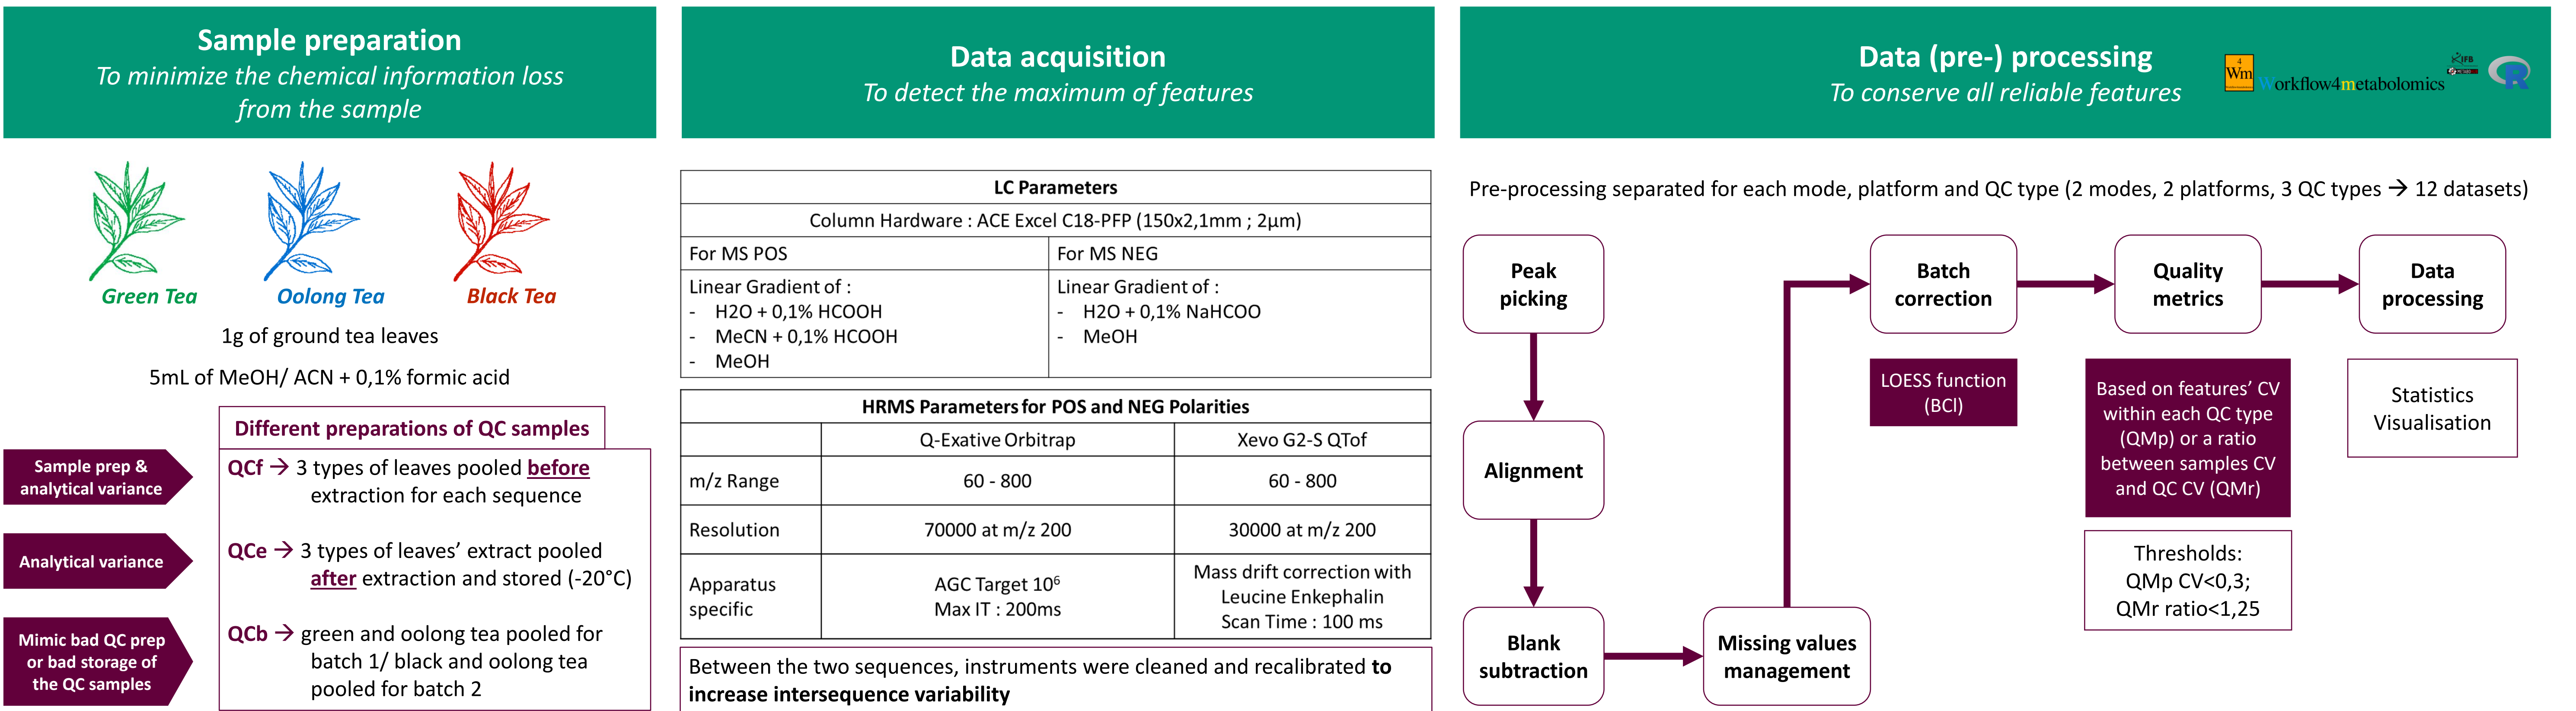 Sample preparation
To minimize the chemical information loss
from the sample
Green Tea
Oolong Tea
Black Tea
1g of ground tea leaves
5mL of MeOH/ ACN + 0,1% formic acid
Different preparations of QC samples
Sample prep &
analytical variance
QCf → 3 types of leaves pooled before
extraction for each sequence
Analytical variance
QCe → 3 types of leaves’ extract pooled
after extraction and stored (-20°C)
Mimic bad QC prep
or bad storage of
the QC samples
QCb → green and oolong tea pooled for
batch 1/ black and oolong tea
pooled for batch 2
Data acquisition
To detect the maximum of features
LC Parameters
Column Hardware : ACE Excel C18-PFP (150x2,1mm ; 2µm)
For MS POS
For MS NEG
Linear Gradient of :
- H2O + 0,1% HCOOH
- MeCN + 0,1% HCOOH
- MeOH
Linear Gradient of :
- H2O + 0,1% NaHCOO
- MeOH
HRMS Parameters for POS and NEG Polarities
Q-Exative Orbitrap
Xevo G2-S QTof
m/z Range
60 - 800
60 - 800
Resolution
70000 at m/z 200
30000 at m/z 200
Apparatus
specific
AGC Target 10⁶
Max IT : 200ms
Mass drift correction with
Leucine Enkephalin
Scan Time : 100 ms
Between the two sequences, instruments were cleaned and recalibrated to
increase intersequence variability
Data (pre-) processing
To conserve all reliable features
4
Wm
Workflow4metabolomics
IFB
R
Pre-processing separated for each mode, platform and QC type (2 modes, 2 platforms, 3 QC types → 12 datasets)
Peak
picking
Alignment
Blank
subtraction
Missing values
management
Batch
correction
LOESS function
(BCl)
Quality
metrics
Based on features’ CV
within each QC type
(QMp) or a ratio
between samples CV
and QC CV (QMr)
Thresholds:
QMp CV<0,3;
QMr ratio<1,25
Data
processing
Statistics
Visualisation